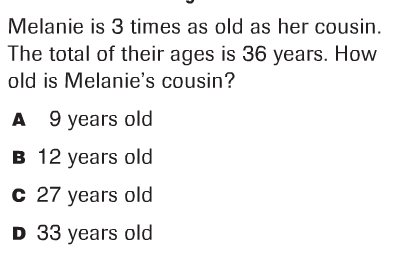 Melanie is 3 times as old as her cousin.
The total of their ages is 36 years. How
old is Melanie's cousin?
A 9 years old
B 12 years old
C 27 years old
D 33 years old